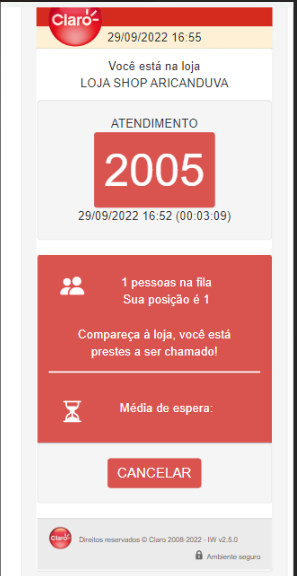 Claro-
29/09/2022 16:55
Você está na loja
LOJA SHOP ARICANDUVA
ATENDIMENTO
2005
29/09/2022 16:52 (00:03:09)
1 pessoas na fila
Sua posição é 1
Compareça à loja, você está
prestes a ser chamado!
Média de espera:
CANCELAR
Claro-
Direitos reservados © Claro 2008-2022 - IW v2.5.0
Ambiente seguro